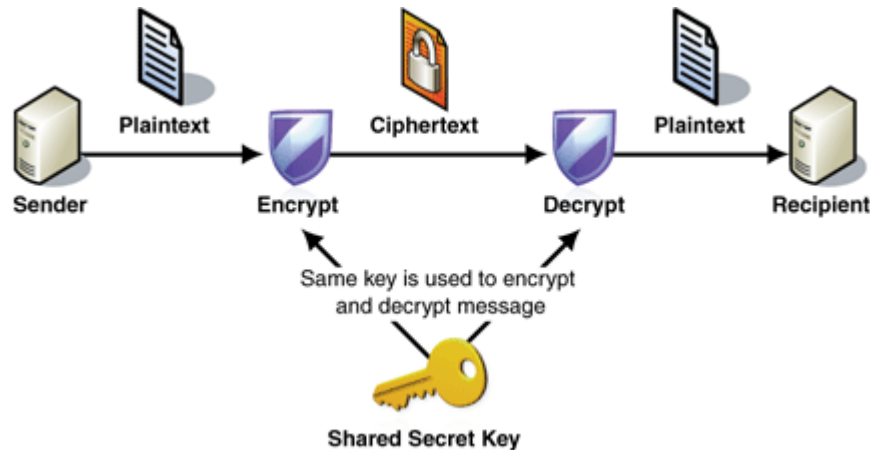 Plaintext
Ciphertext
Plaintext
Sender
Encrypt
Decrypt
Recipient
Same key is used to encrypt
and decrypt message
Shared Secret Key